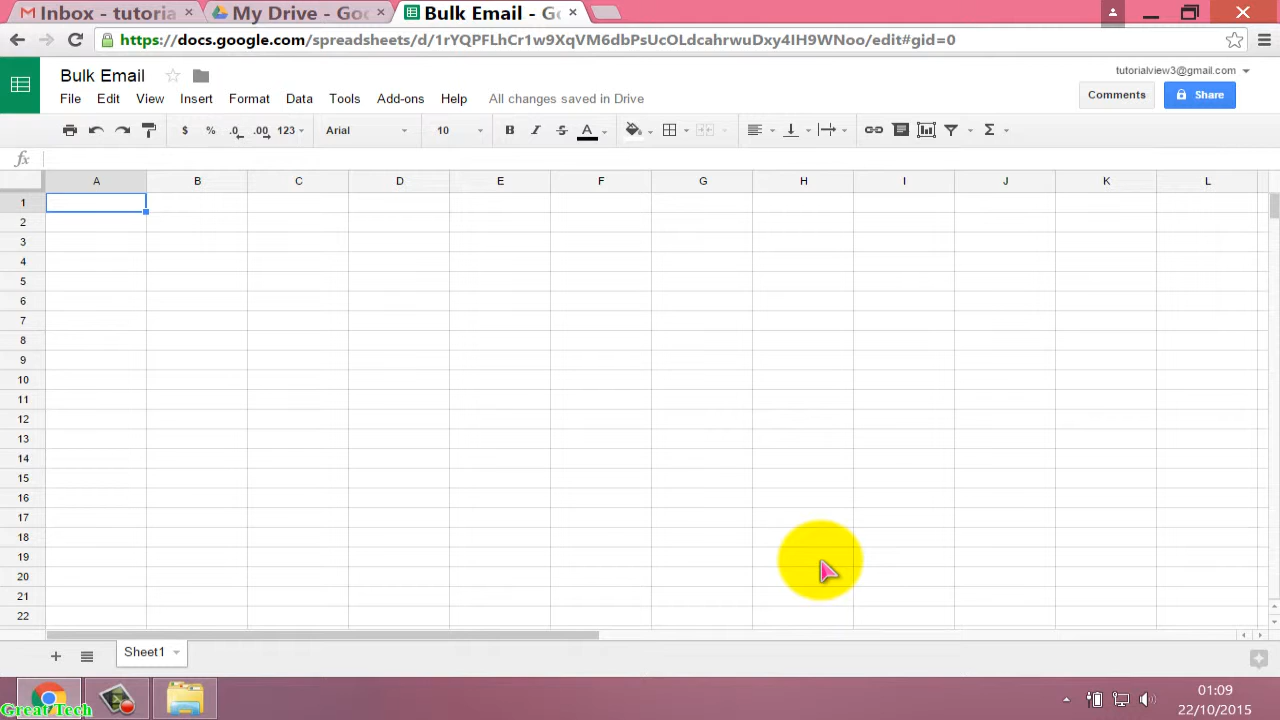 Inbox - tutoria
My Drive - Goo
Bulk Email - Go
https://docs.google.com/spreadsheets/d/1rYQPFLhCr1w9XqVM6dbPsUcOLdcahrwuDxy4IH9WNoo/edit#gid=0
Bulk Email
tutorialview3@gmail.com
File Edit View Insert Format Data Tools Add-ons Help All changes saved in Drive
Comments
Share
$ % .0 .00 123 Arial 10 B I S A Σ
fx
A B C D E F G H I J K L
1
2
3
4
5
6
7
8
9
10
11
12
13
14
15
16
17
18
19
20
21
22
+ Sheet1
Great Tech
01:09
22/10/2015